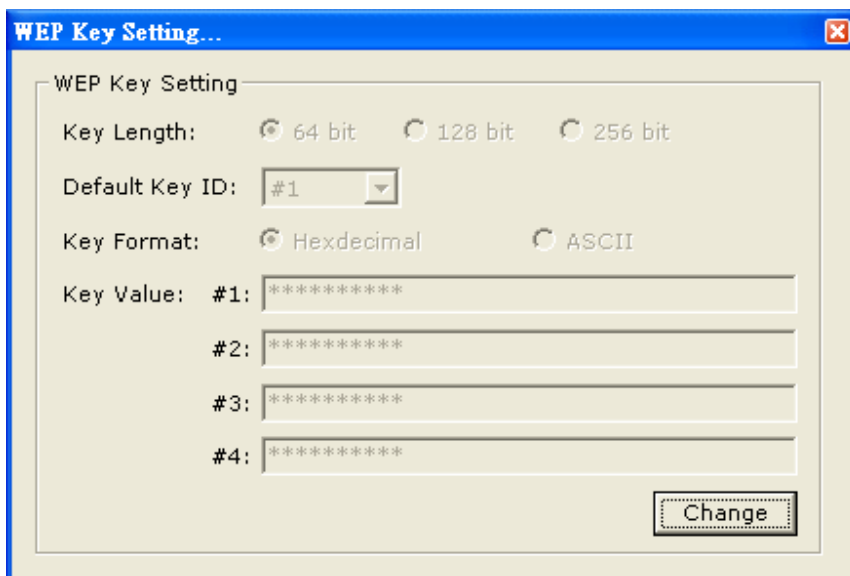 WEP Key Setting...
WEP Key Setting
Key Length: 64 bit 128 bit 256 bit
Default Key ID: #1
Key Format: Hexdecimal ASCII
Key Value: #1: **********
#2: **********
#3: **********
#4: **********
Change